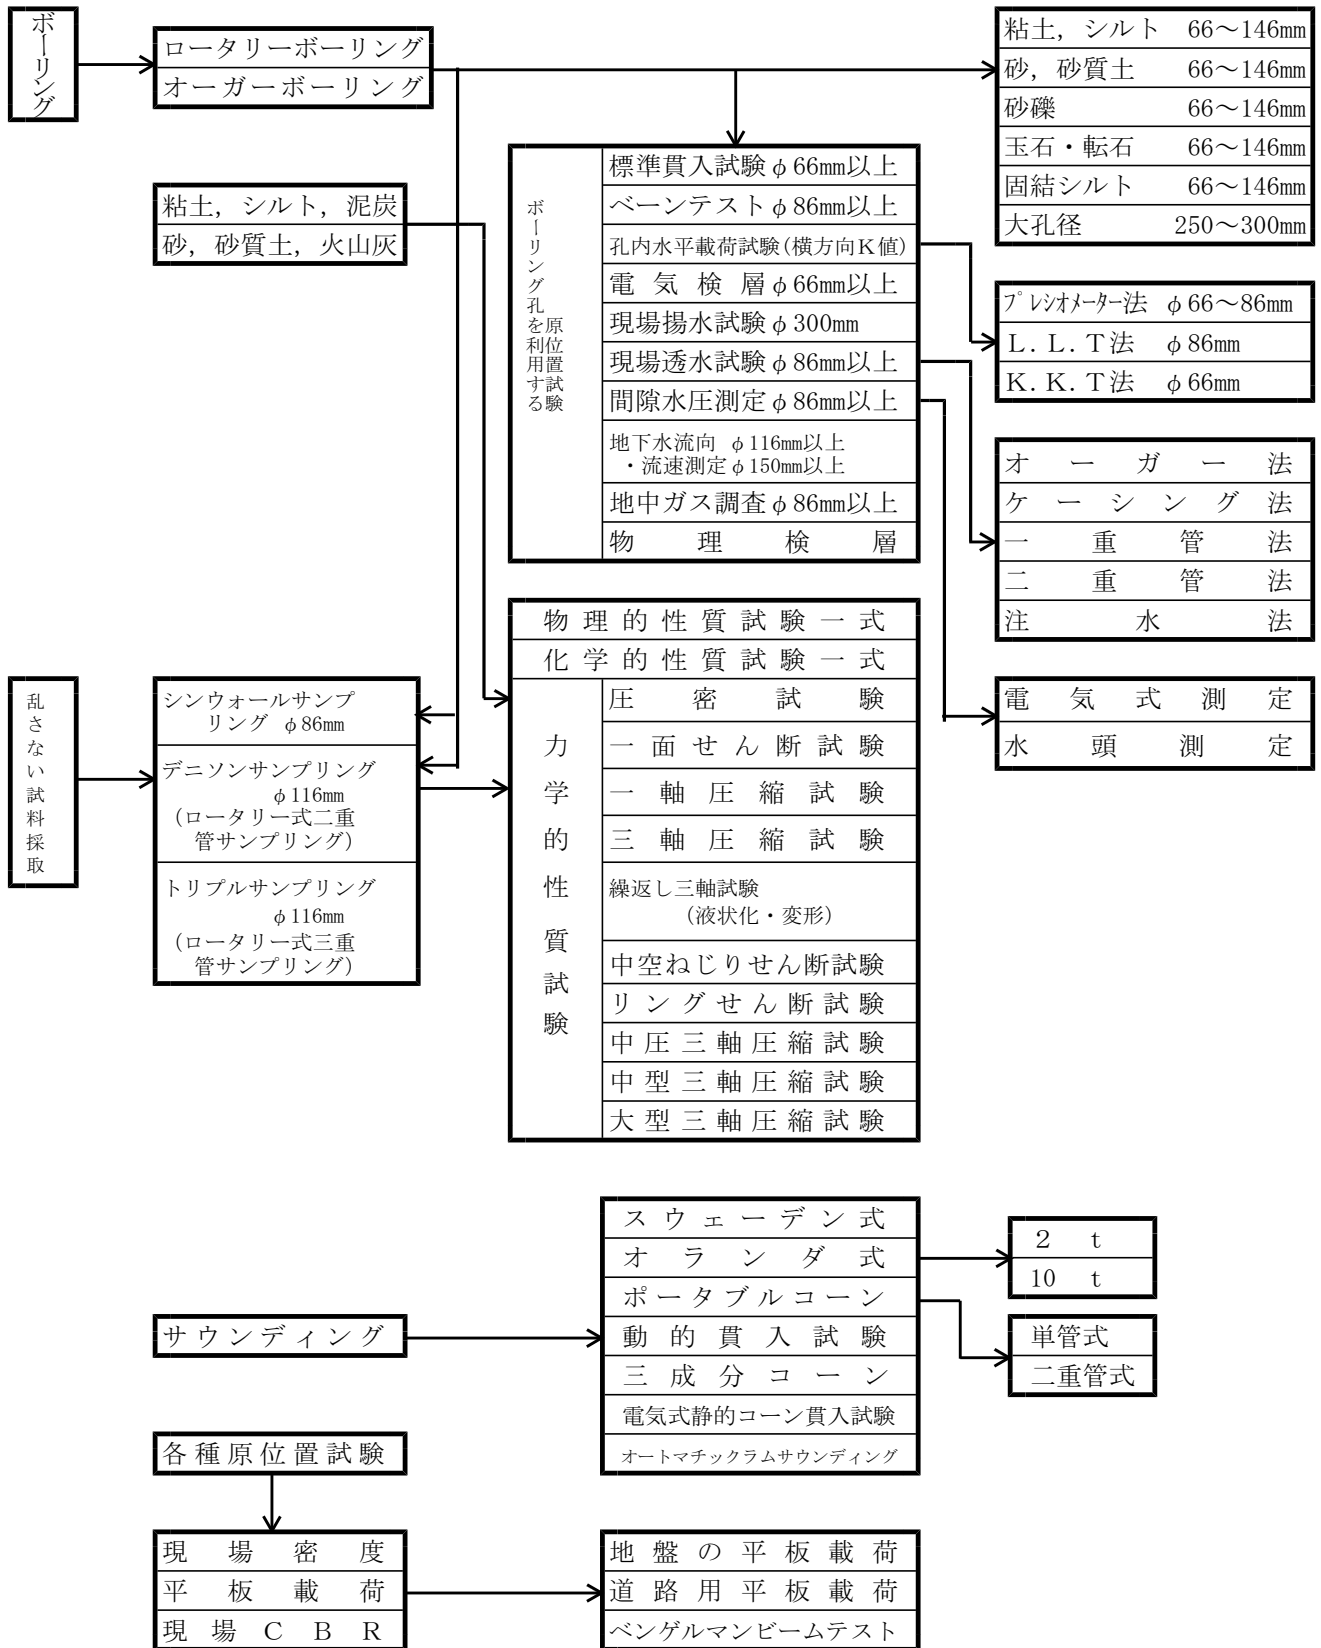 ボーリング
ロータリーボーリング
オーガーボーリング
粘土，シルト 66～146mm
砂，砂質土 66～146mm
砂礫 66～146mm
玉石・転石 66～146mm
固結シルト 66～146mm
大孔径 250～300mm
粘土，シルト，泥炭
砂，砂質土，火山灰
ボーリング孔を利用する
原位置試験
標準貫入試験φ66mm以上
ベーンテストφ86mm以上
孔内水平載荷試験(横方向K値)
電気検層φ66mm以上
現場揚水試験φ300mm
現場透水試験φ86mm以上
間隙水圧測定φ86mm以上
地下水流向 φ116mm以上
・流速測定φ150mm以上
地中ガス調査φ86mm以上
物理検層
プレシオメーター法 φ66～86mm
L．L．T法 φ86mm
K．K．T法 φ66mm
オーガー法
ケーシング法
一重管法
二重管法
注水法
電気式測定
水頭測定
乱さない試料採取
シンウォールサンプ
リング φ86mm
デニソンサンプリング
φ116mm
（ロータリー式二重
管サンプリング）
トリプルサンプリング
φ116mm
（ロータリー式三重
管サンプリング）
物理的性質試験一式
化学的性質試験一式
力学的性質試験
圧密試験
一面せん断試験
一軸圧縮試験
三軸圧縮試験
繰返し三軸試験
（液状化・変形）
中空ねじりせん断試験
リングせん断試験
中圧三軸圧縮試験
中型三軸圧縮試験
大型三軸圧縮試験
サウンディング
スウェーデン式
オランダ式
ポータブルコーン
動的貫入試験
三成分コーン
電気式静的コーン貫入試験
オートマチックラムサウンディング
2 t
10 t
単管式
二重管式
各種原位置試験
現場密度
平板載荷
現場CBR
地盤の平板載荷
道路用平板載荷
ベンゲルマンビームテスト